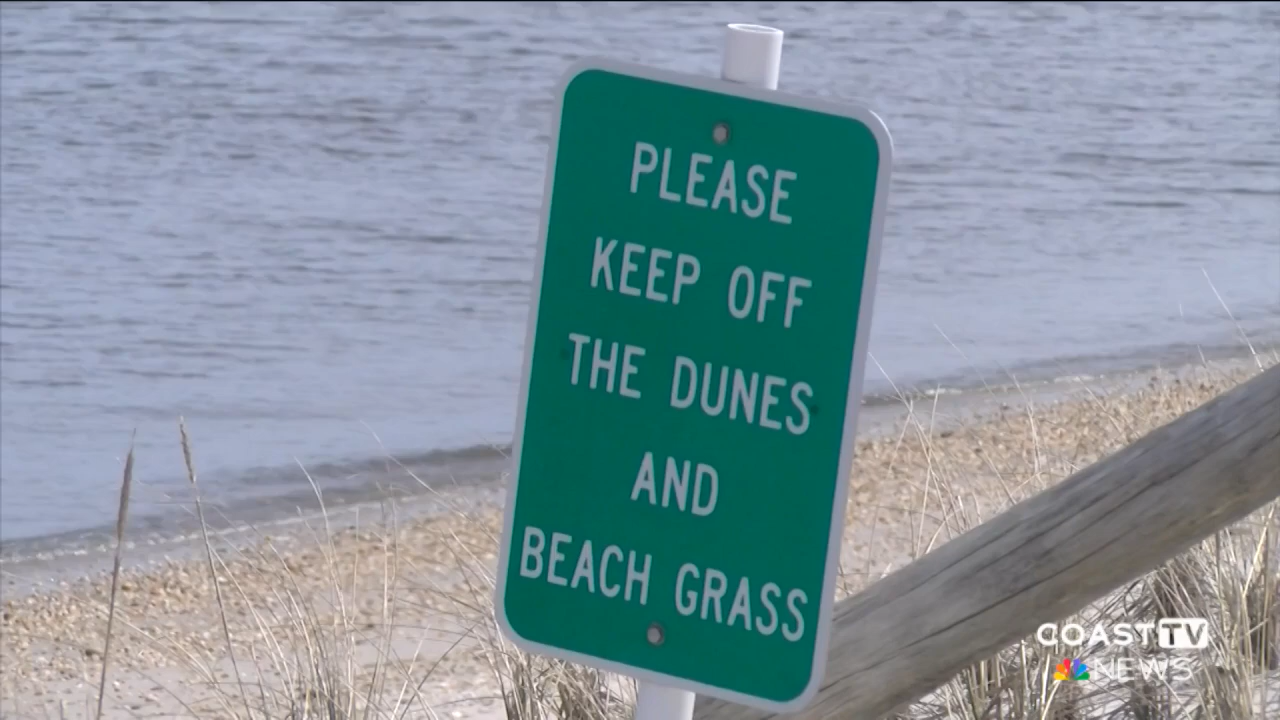 PLEASE
KEEP OFF
THE DUNES
AND
BEACH GRASS
COAST TV
NEWS